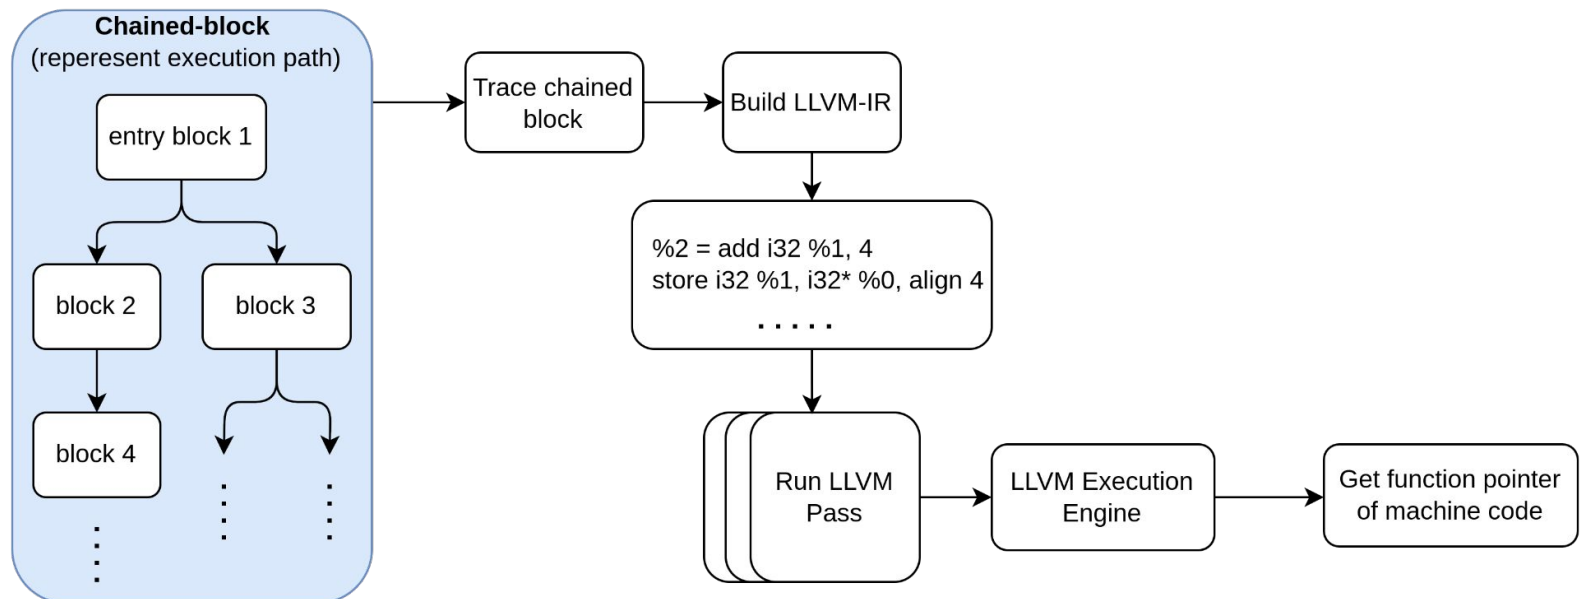 Chained-block
(reperesent execution path)
entry block 1
block 2
block 3
block 4
Trace chained
block
Build LLVM-IR
%2 = add i32 %1, 4
store i32 %1, i32* %0, align 4
. . . . .
Run LLVM
Pass
LLVM Execution
Engine
Get function pointer
of machine code